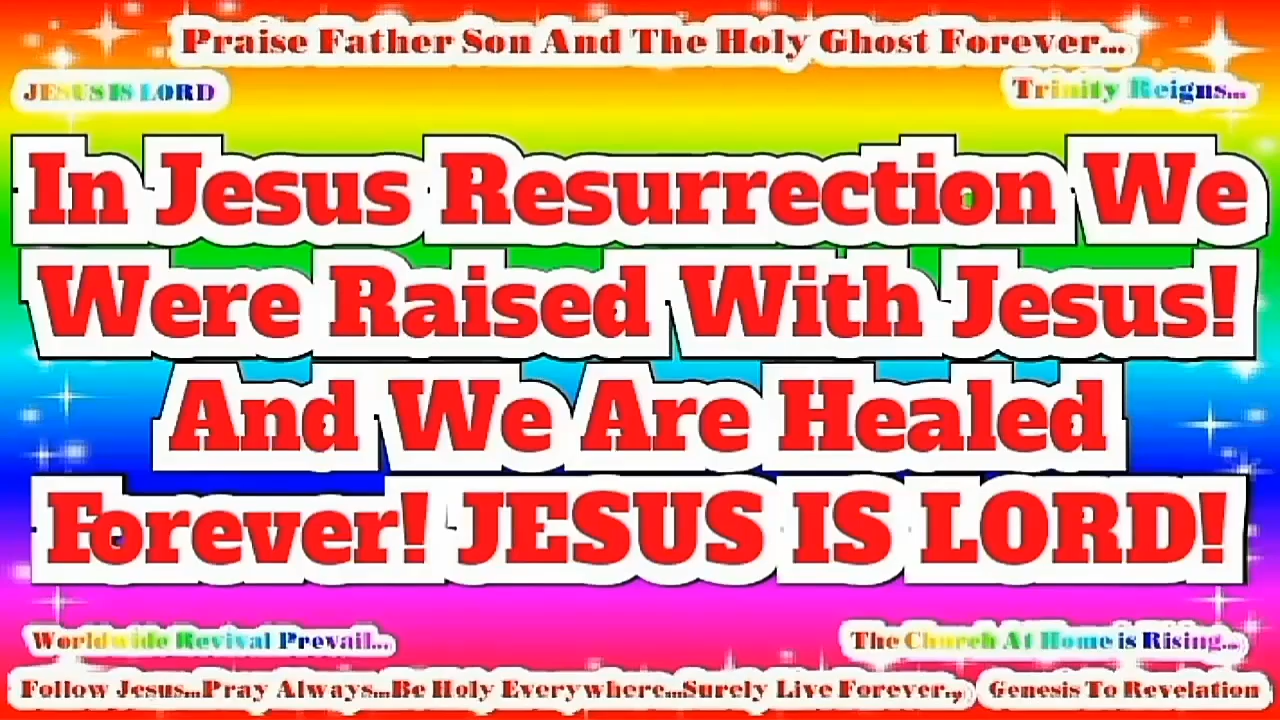 Praise Father Son And The Holy Ghost Forever...
JESUS IS LORD
Trinity Reigns...
In Jesus Resurrection We
Were Raised With Jesus!
And We Are Healed
Forever! JESUS IS LORD!
Worldwide Revival Prevail...
The Church At Home is Rising...
Follow Jesus...Pray Always...Be Holy Everywhere...Surely Live Forever..,
Genesis To Revelation